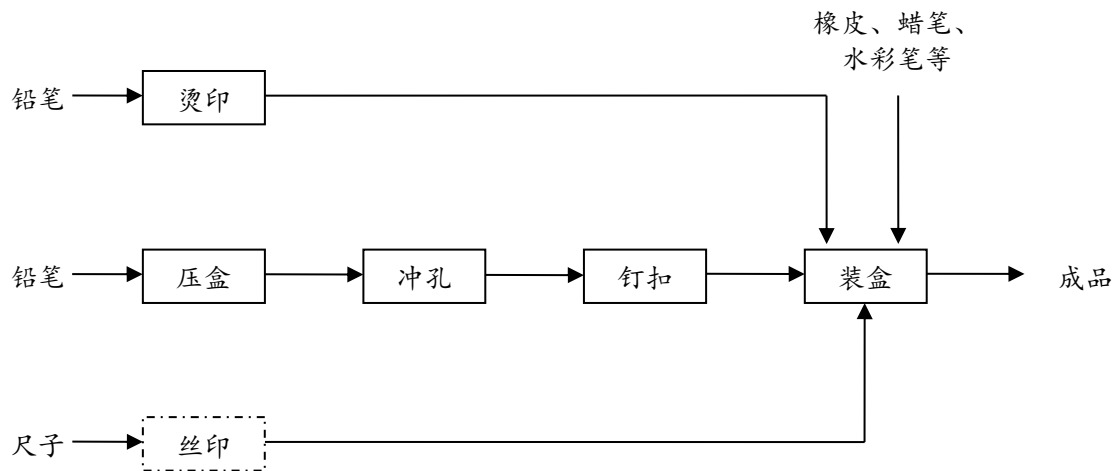 橡皮、蜡笔、
水彩笔等
铅笔
烫印
铅笔
压盒
冲孔
钉扣
装盒
成品
尺子
丝印